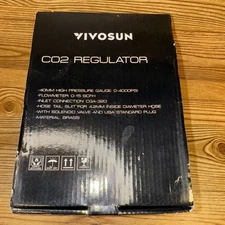 VIVOSUN
CO2 REGULATOR
-40MM HIGH PRESSURE GAUGE 0-4000PSI
-FLOWMETER 0-15 SCFH
-INLET CONNECTION CGA-320
-HOSE TAIL SUIT FOR 4.2MM INSIDE DIAMETER HOSE
-WITH SOLENOID VALVE AND USA STANDARD PLUG
-MATERIAL BRASS